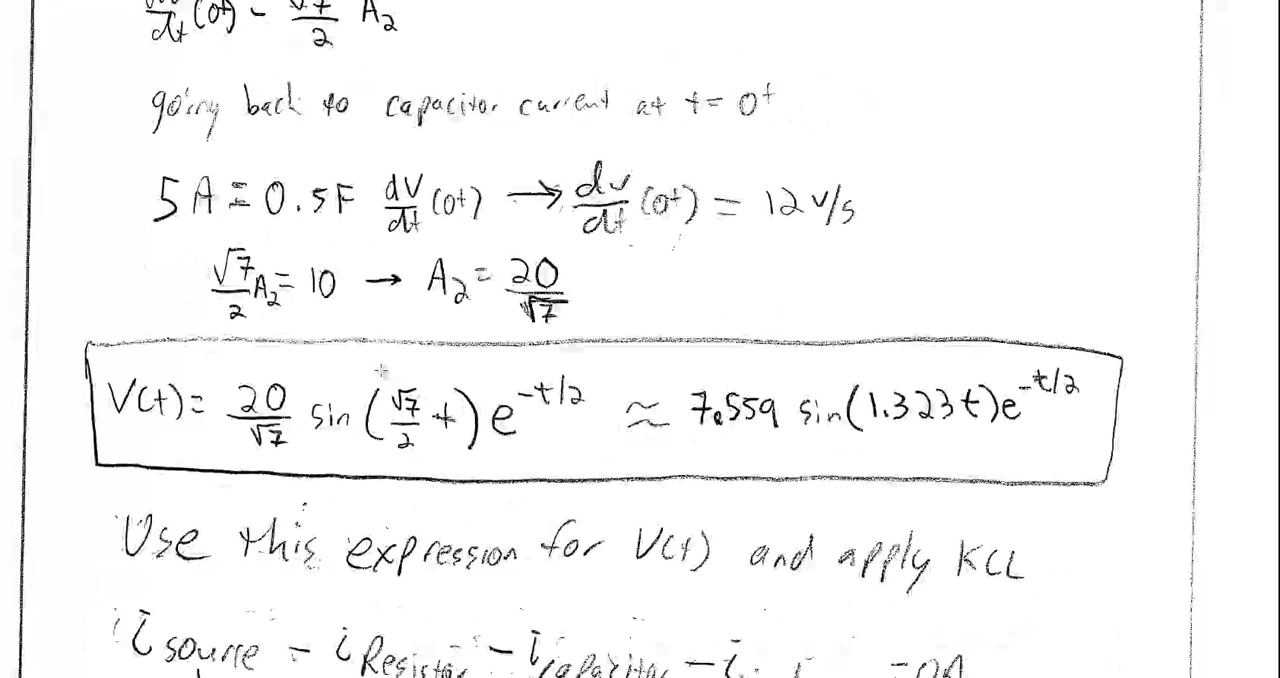 dt (0+) - √7/2 A₂
going back to capacitor current at t = 0⁺
5 A = 0.5F dV/dt (0+) → dv/dt (0+) = 12 v/s
√7/2 A₂ = 10 → A₂ = 20/√7
V(t) = 20/√7 sin(√7/2 t) e^-t/2 ≈ 7.559 sin(1.323t)e^-t/2
Use this expression for V(t) and apply KCL
i source - i Resistor - i capacitor - i = 0A